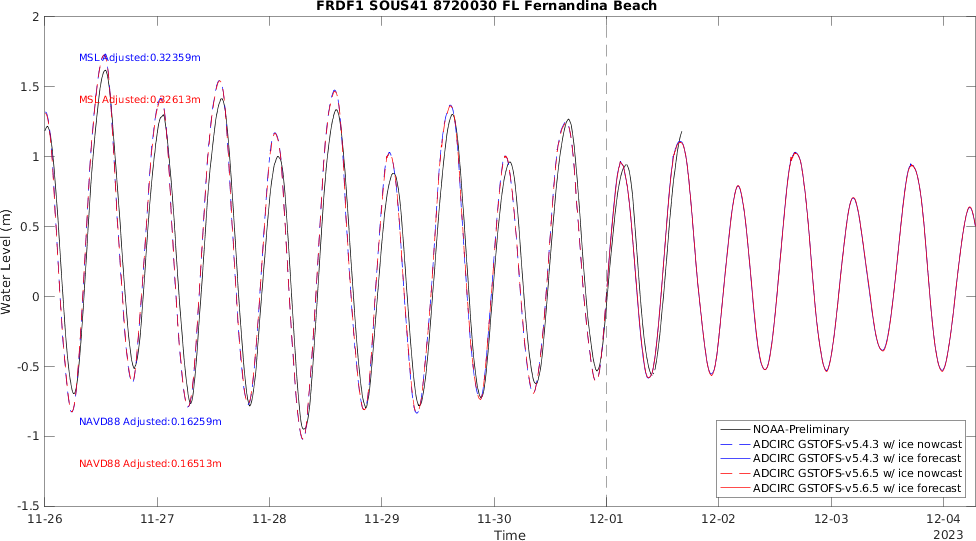 FRDF1 SOUS41 8720030 FL Fernandina Beach
2
1.5
1
0.5
0
-0.5
-1
-1.5
Water Level (m)
MSL Adjusted:0.32359m
MSL Adjusted:0.32613m
NAVD88 Adjusted:0.16259m
NAVD88 Adjusted:0.16513m
NOAA-Preliminary
ADCIRC GSTOFS-v5.4.3 w/ ice nowcast
ADCIRC GSTOFS-v5.4.3 w/ ice forecast
ADCIRC GSTOFS-v5.6.5 w/ ice nowcast
ADCIRC GSTOFS-v5.6.5 w/ ice forecast
11-26 11-27 11-28 11-29 11-30 12-01 12-02 12-03 12-04
Time
2023